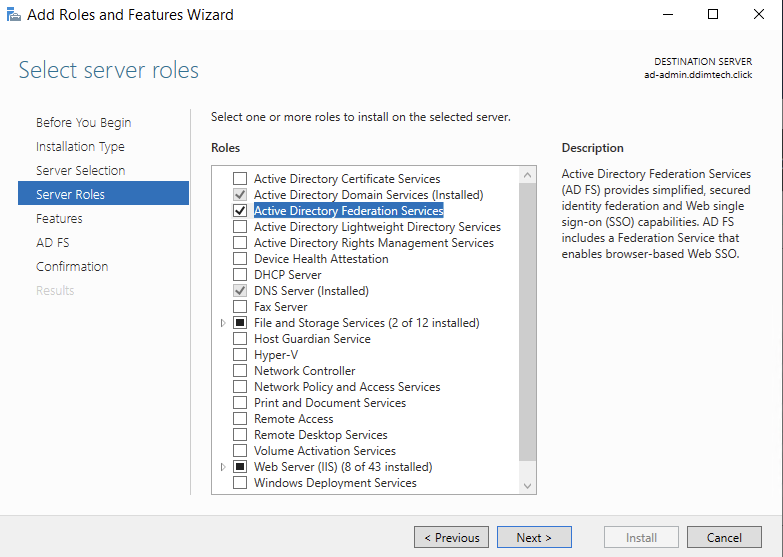 Add Roles and Features Wizard
Select server roles
DESTINATION SERVER
ad-admin.ddimtech.click
Before You Begin
Installation Type
Server Selection
Server Roles
Features
AD FS
Confirmation
Results
Select one or more roles to install on the selected server.
Roles
Active Directory Certificate Services
Active Directory Domain Services (Installed)
Active Directory Federation Services
Active Directory Lightweight Directory Services
Active Directory Rights Management Services
Device Health Attestation
DHCP Server
DNS Server (Installed)
Fax Server
File and Storage Services (2 of 12 installed)
Host Guardian Service
Hyper-V
Network Controller
Network Policy and Access Services
Print and Document Services
Remote Access
Remote Desktop Services
Volume Activation Services
Web Server (IIS) (8 of 43 installed)
Windows Deployment Services
Description
Active Directory Federation Services
(AD FS) provides simplified, secured
identity federation and Web single
sign-on (SSO) capabilities. AD FS
includes a Federation Service that
enables browser-based Web SSO.
< Previous
Next >
Install
Cancel